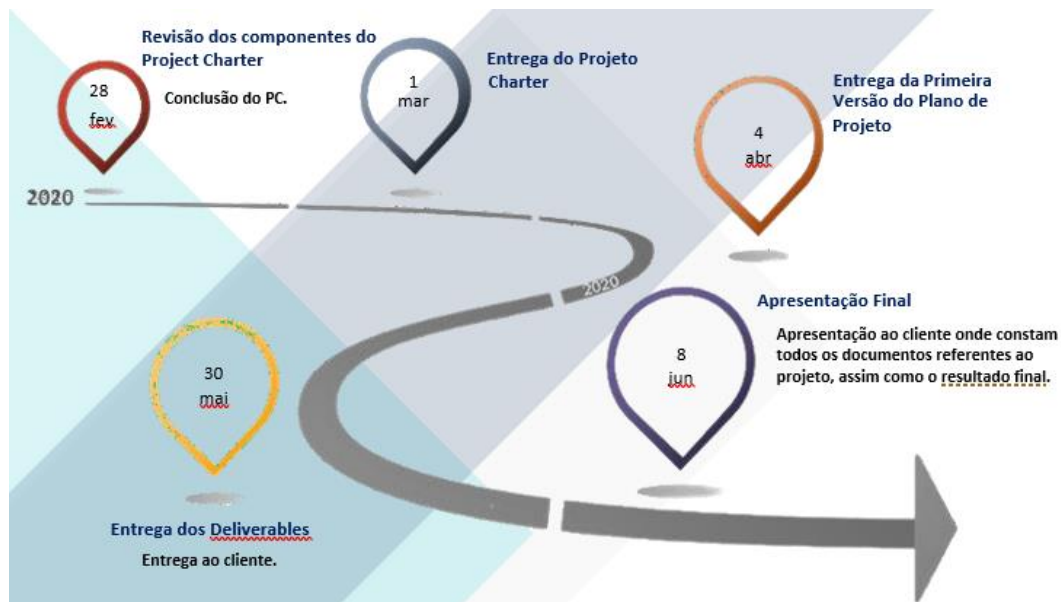 Revisão dos componentes do
Project Charter
28
fev
Conclusão do PC.
1
mar
Entrega do Projeto
Charter
4
abr
Entrega da Primeira
Versão do Plano de
Projeto
2020
2020
30
mai
Entrega dos Deliverables
Entrega ao cliente.
8
jun
Apresentação Final
Apresentação ao cliente onde constam
todos os documentos referentes ao
projeto, assim como o resultado final.